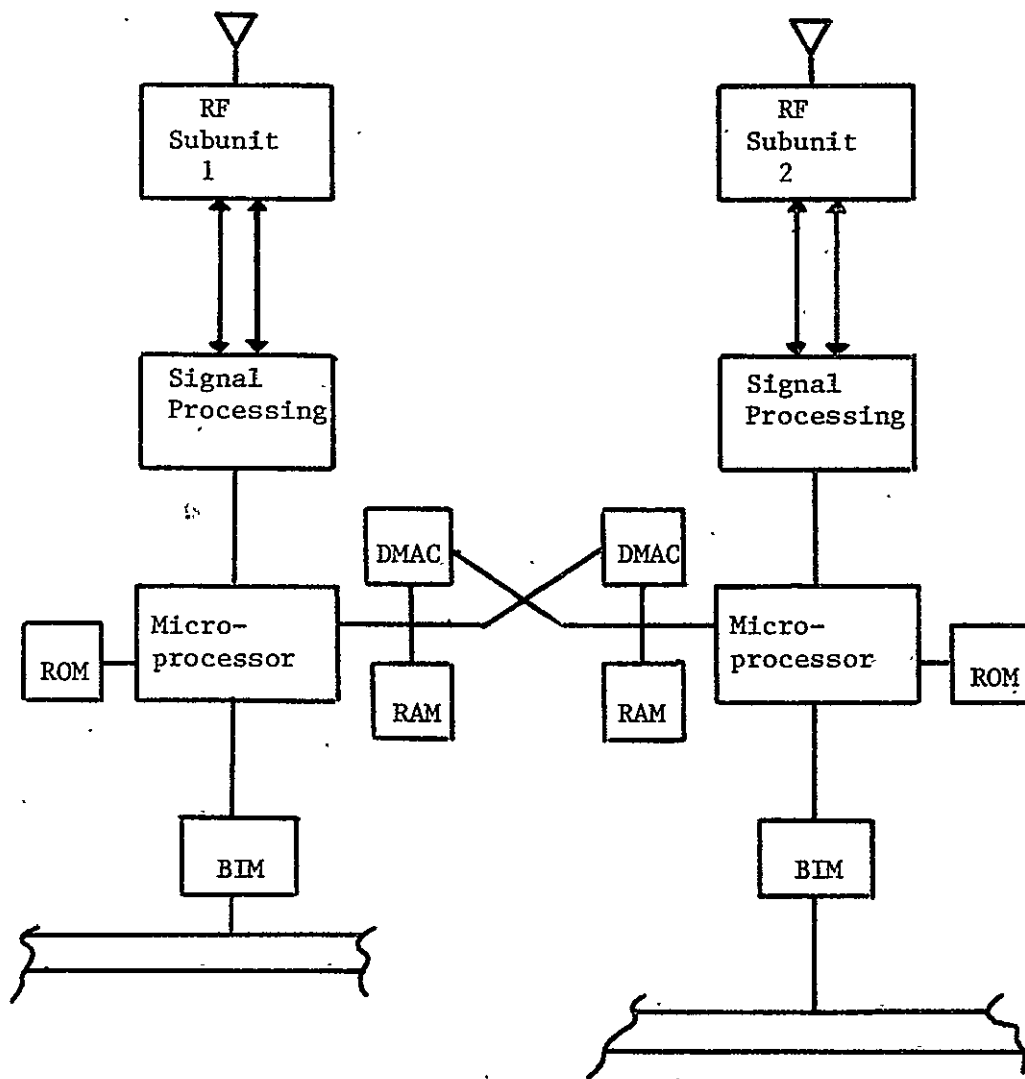 RF
Subunit
1
RF
Subunit
2
Signal
Processing
Signal
Processing
DMAC
DMAC
Micro-
processor
Micro-
processor
ROM
ROM
RAM
RAM
BIM
BIM